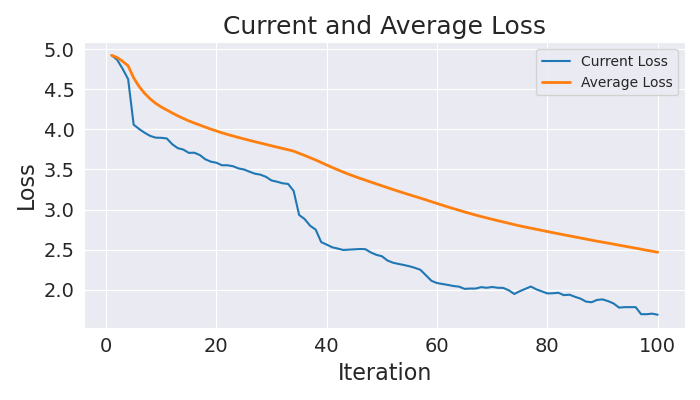 Current and Average Loss
Current Loss
Average Loss
Loss
5.0
4.5
4.0
3.5
3.0
2.5
2.0
0 20 40 60 80 100
Iteration